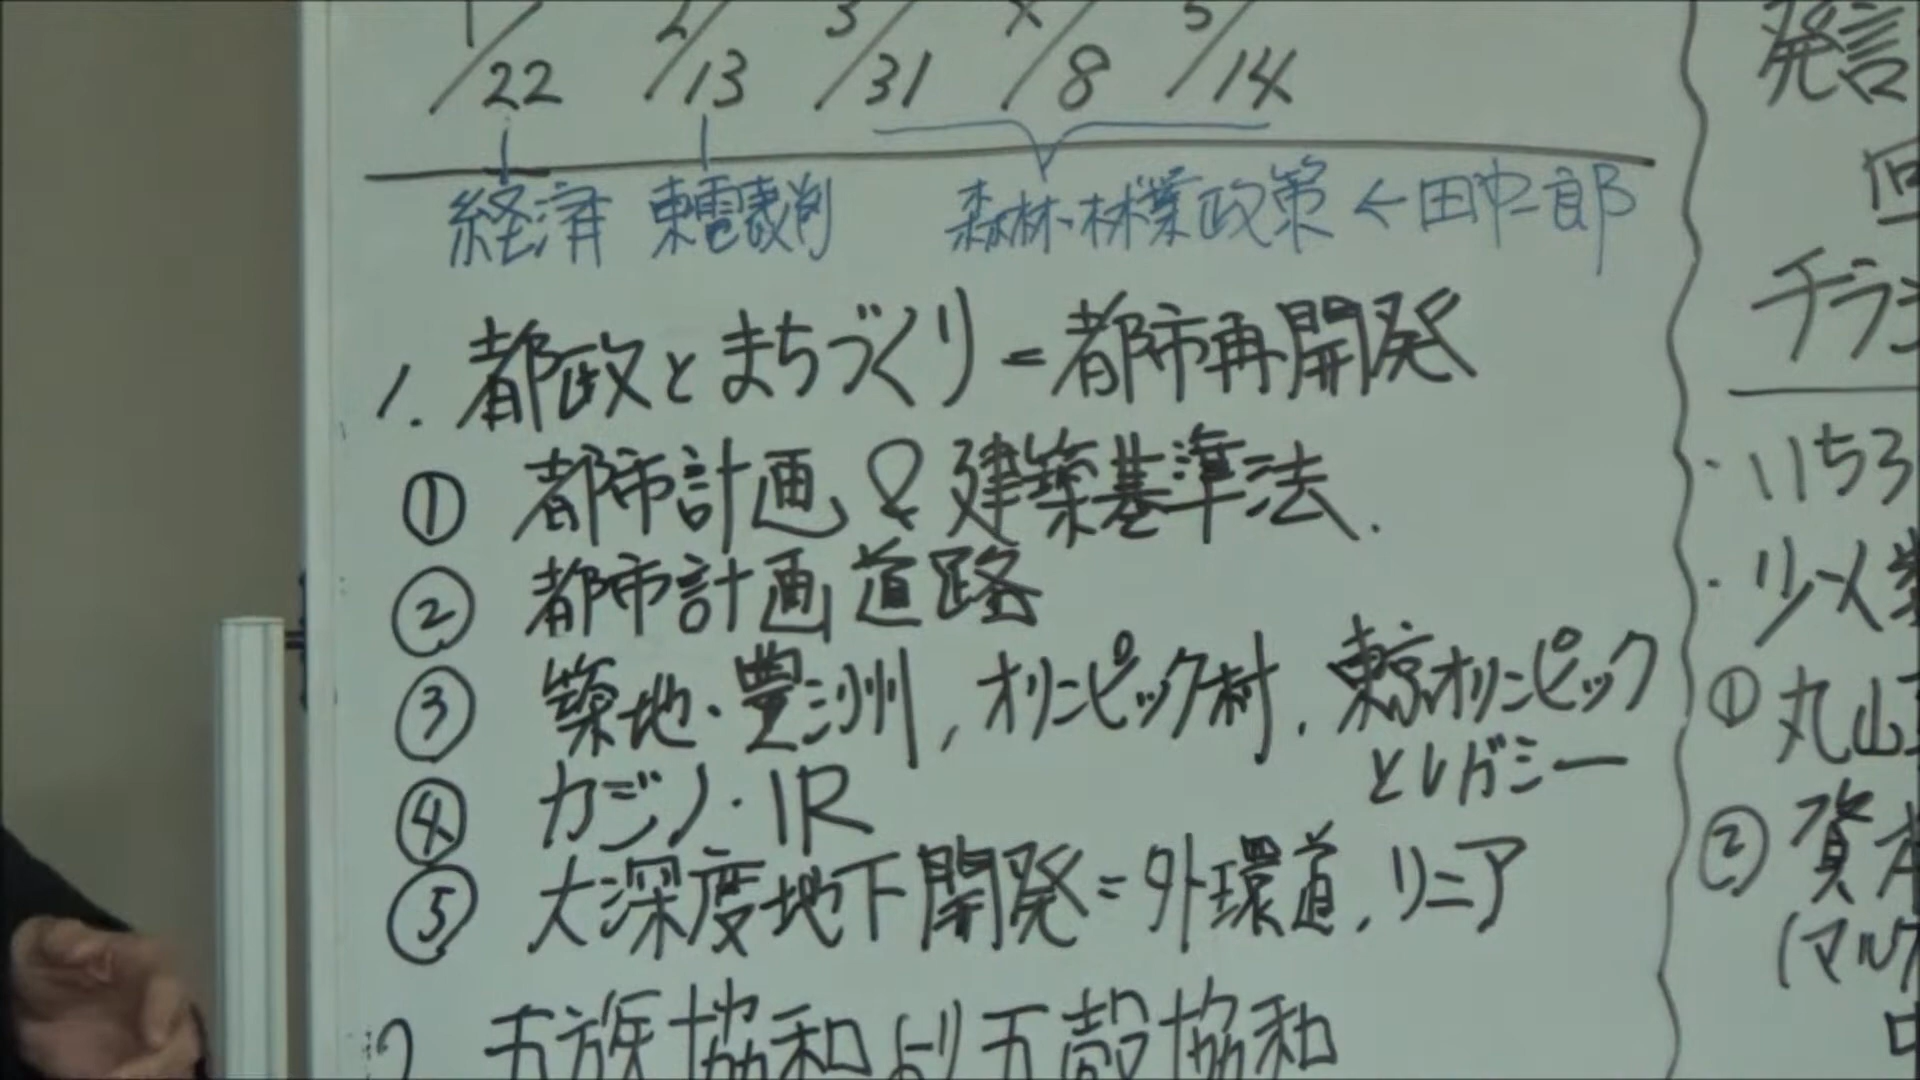 1/22 2/13 3/31 4/8 5/14
経済 東電裁判 森林・林業政策 ← 田中一郎
1. 都政とまちづくり = 都市再開発
① 都市計画 & 建築基準法.
② 都市計画道路
③ 築地・豊洲, オリンピック村, 東京オリンピック
とレガシー
④ カジノ・IR
⑤ 大深度地下開発 = 外環道, リニア
2 五族協和より五穀協和
発言
チラシ
・いちろ
・少人数
① 丸山
② 資本
(マルク